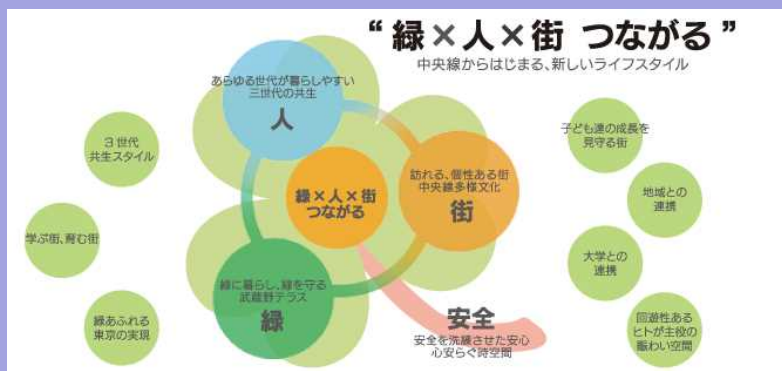 “ 緑×人×街 つながる ”
中央線からはじまる、新しいライフスタイル
あらゆる世代が暮らしやすい
三世代の共生
人
訪れる、個性ある街
中央線多様文化
街
緑×人×街
つながる
緑に暮らし、緑を守る
武蔵野テラス
緑
安全
安全を洗練させた安心
心安らぐ時空間
3世代
共生スタイル
学ぶ街、育む街
緑あふれる
東京の実現
子ども達の成長を
見守る街
地域との
連携
大学との
連携
回遊性ある
ヒトが主役の
賑わい空間